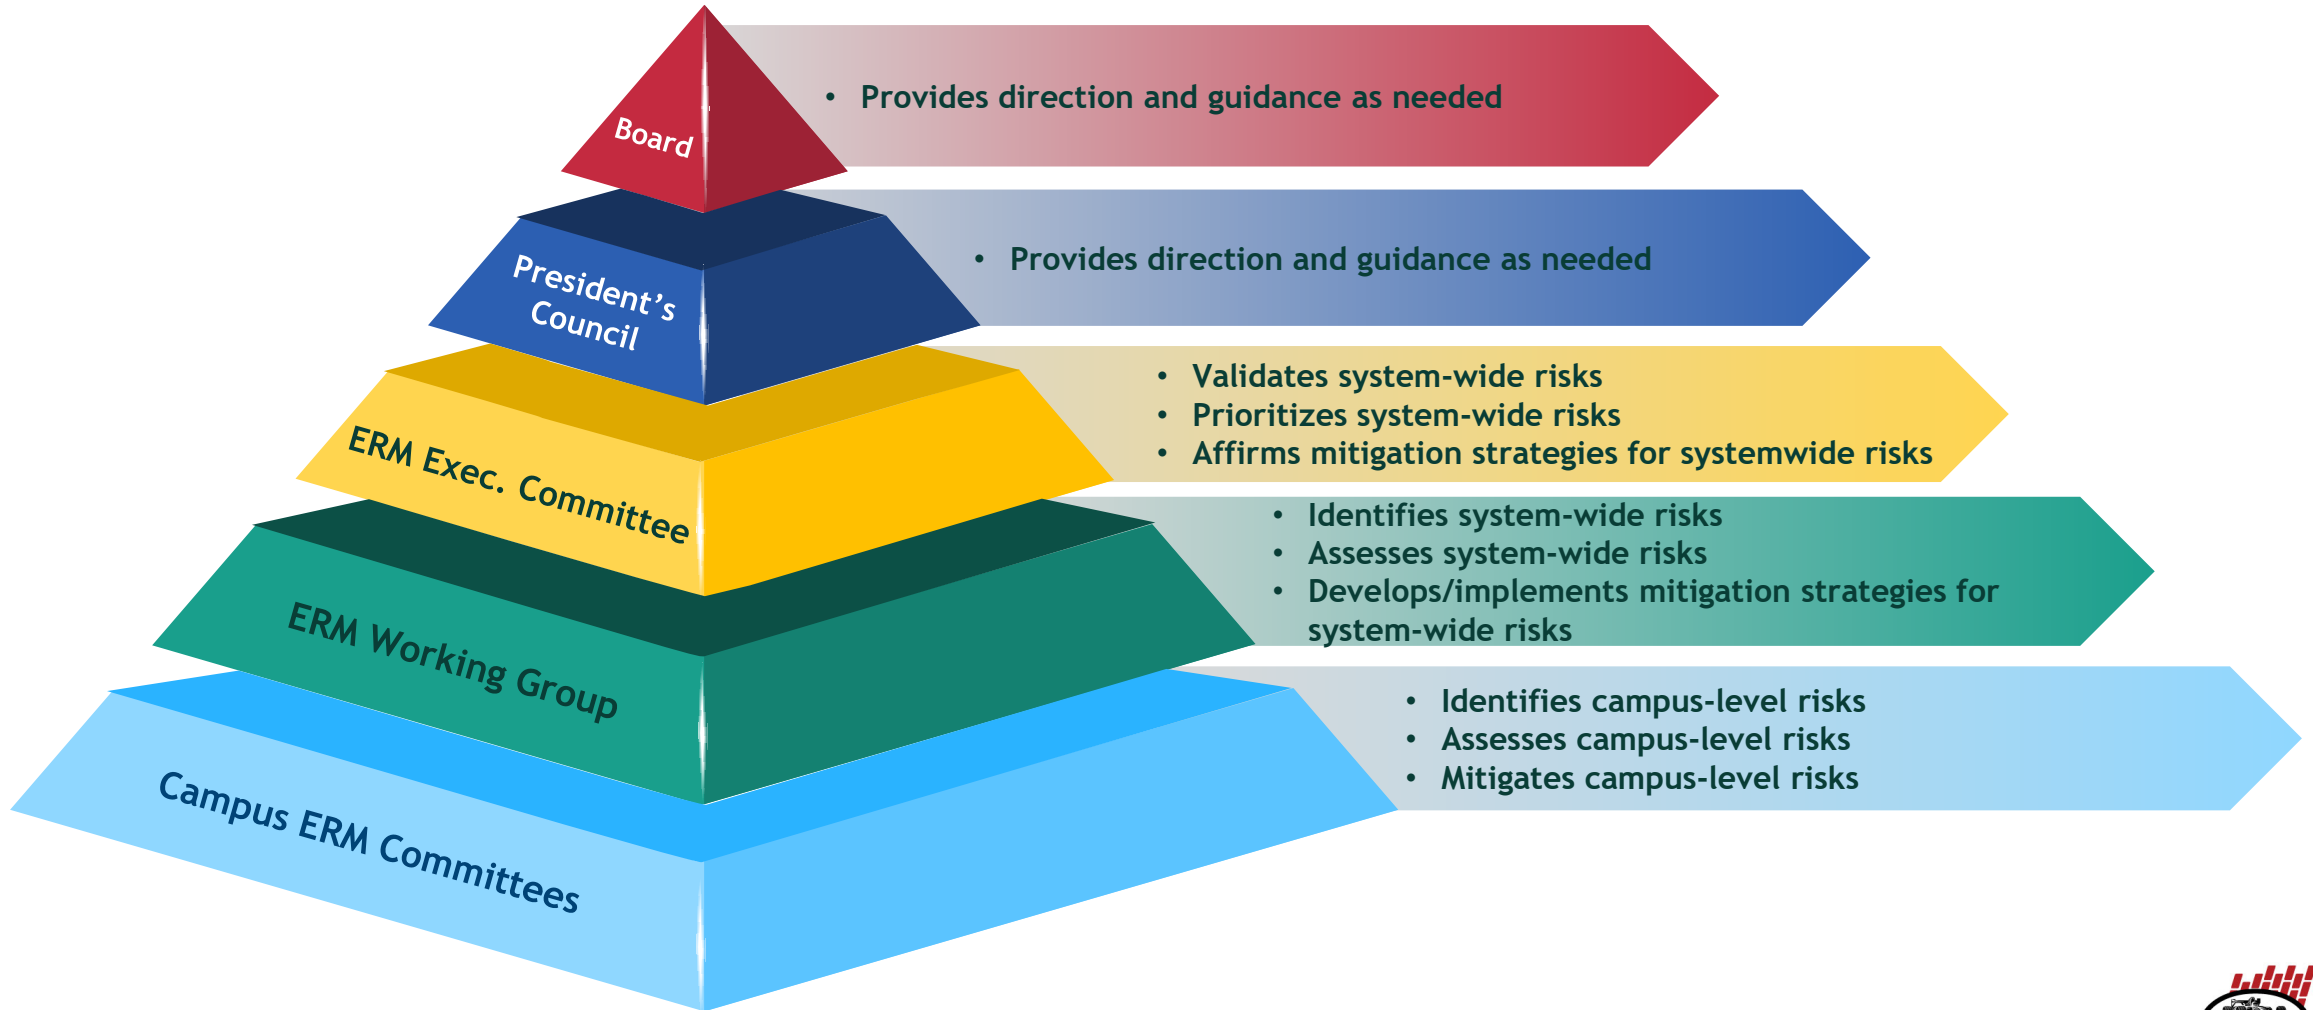 Board
• Provides direction and guidance as needed
President’s
Council
• Provides direction and guidance as needed
ERM Exec. Committee
• Validates system-wide risks
• Prioritizes system-wide risks
• Affirms mitigation strategies for systemwide risks
ERM Working Group
• Identifies system-wide risks
• Assesses system-wide risks
• Develops/implements mitigation strategies for
system-wide risks
Campus ERM Committees
• Identifies campus-level risks
• Assesses campus-level risks
• Mitigates campus-level risks